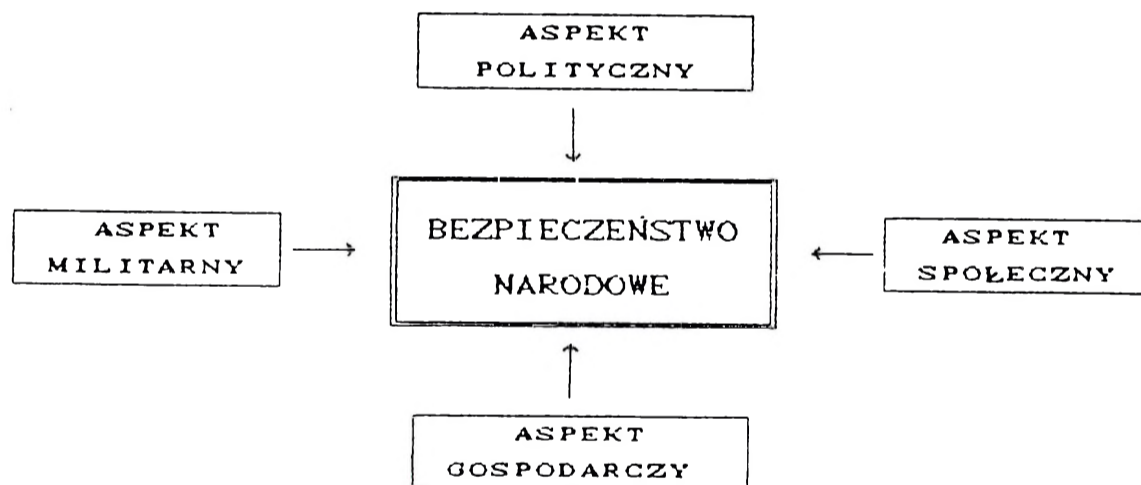 ASPEKT
POLITYCZNY
ASPEKT
MILITARNY
BEZPIECZEŃSTWO
NARODOWE
ASPEKT
SPOŁECZNY
ASPEKT
GOSPODARCZY